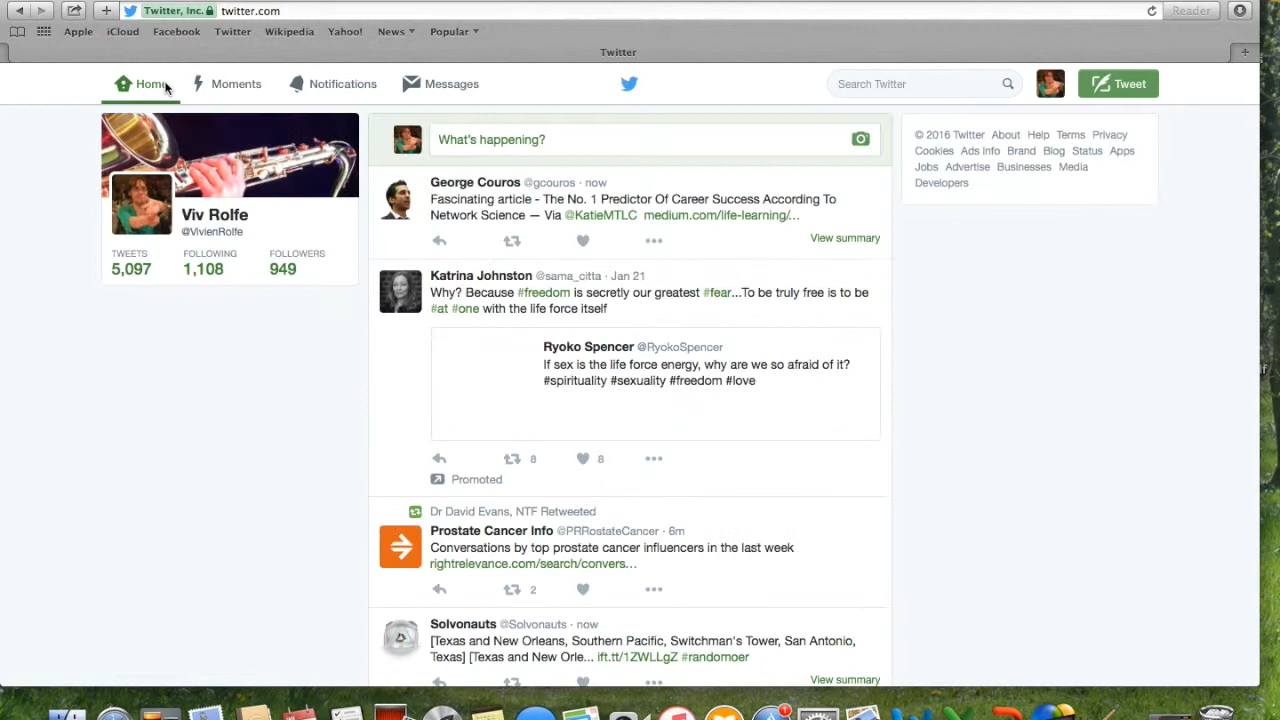 Twitter, Inc. twitter.com Reader
Apple iCloud Facebook Twitter Wikipedia Yahoo! News Popular
Twitter
Home Moments Notifications Messages Search Twitter Tweet
Viv Rolfe
@VivienRolfe
TWEETS FOLLOWING FOLLOWERS
5,097 1,108 949
What's happening?
George Couros @gcouros · now
Fascinating article - The No. 1 Predictor Of Career Success According To
Network Science — Via @KatieMTLC medium.com/life-learning/...
View summary
Katrina Johnston @sama_citta · Jan 21
Why? Because #freedom is secretly our greatest #fear...To be truly free is to be
#at #one with the life force itself
Ryoko Spencer @RyokoSpencer
If sex is the life force energy, why are we so afraid of it?
#spirituality #sexuality #freedom #love
8 8
Promoted
Dr David Evans, NTF Retweeted
Prostate Cancer Info @PRRostateCancer · 6m
Conversations by top prostate cancer influencers in the last week
rightrelevance.com/search/convers...
2
Solvonauts @Solvonauts · now
[Texas and New Orleans, Southern Pacific, Switchman's Tower, San Antonio,
Texas] [Texas and New Orle... ift.tt/1ZWLLgZ #randomoer
View summary
© 2016 Twitter About Help Terms Privacy
Cookies Ads info Brand Blog Status Apps
Jobs Advertise Businesses Media
Developers
1